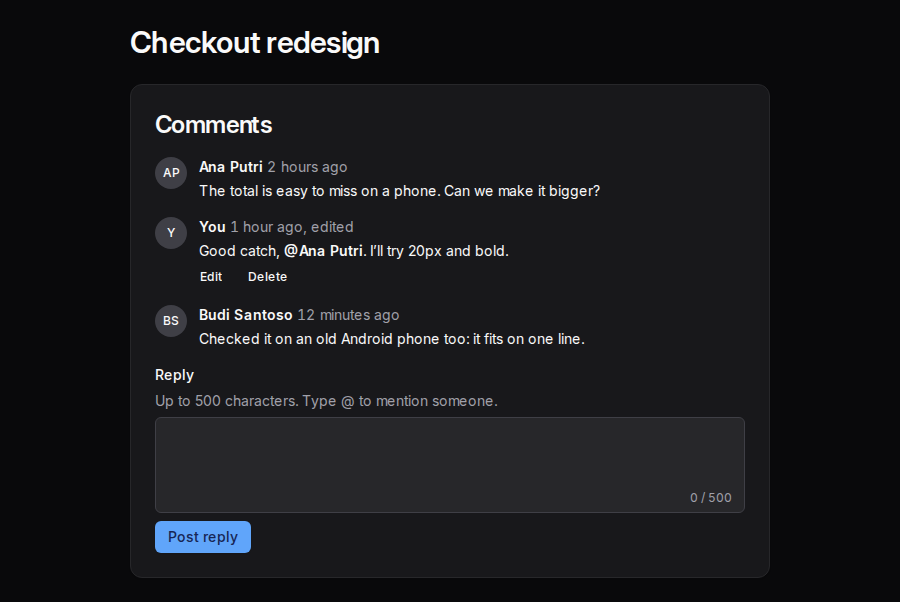 Checkout redesign
Comments
AP
Ana Putri 2 hours ago
The total is easy to miss on a phone. Can we make it bigger?
Y
You 1 hour ago, edited
Good catch, @Ana Putri. I’ll try 20px and bold.
Edit Delete
BS
Budi Santoso 12 minutes ago
Checked it on an old Android phone too: it fits on one line.
Reply
Up to 500 characters. Type @ to mention someone.
0 / 500
Post reply